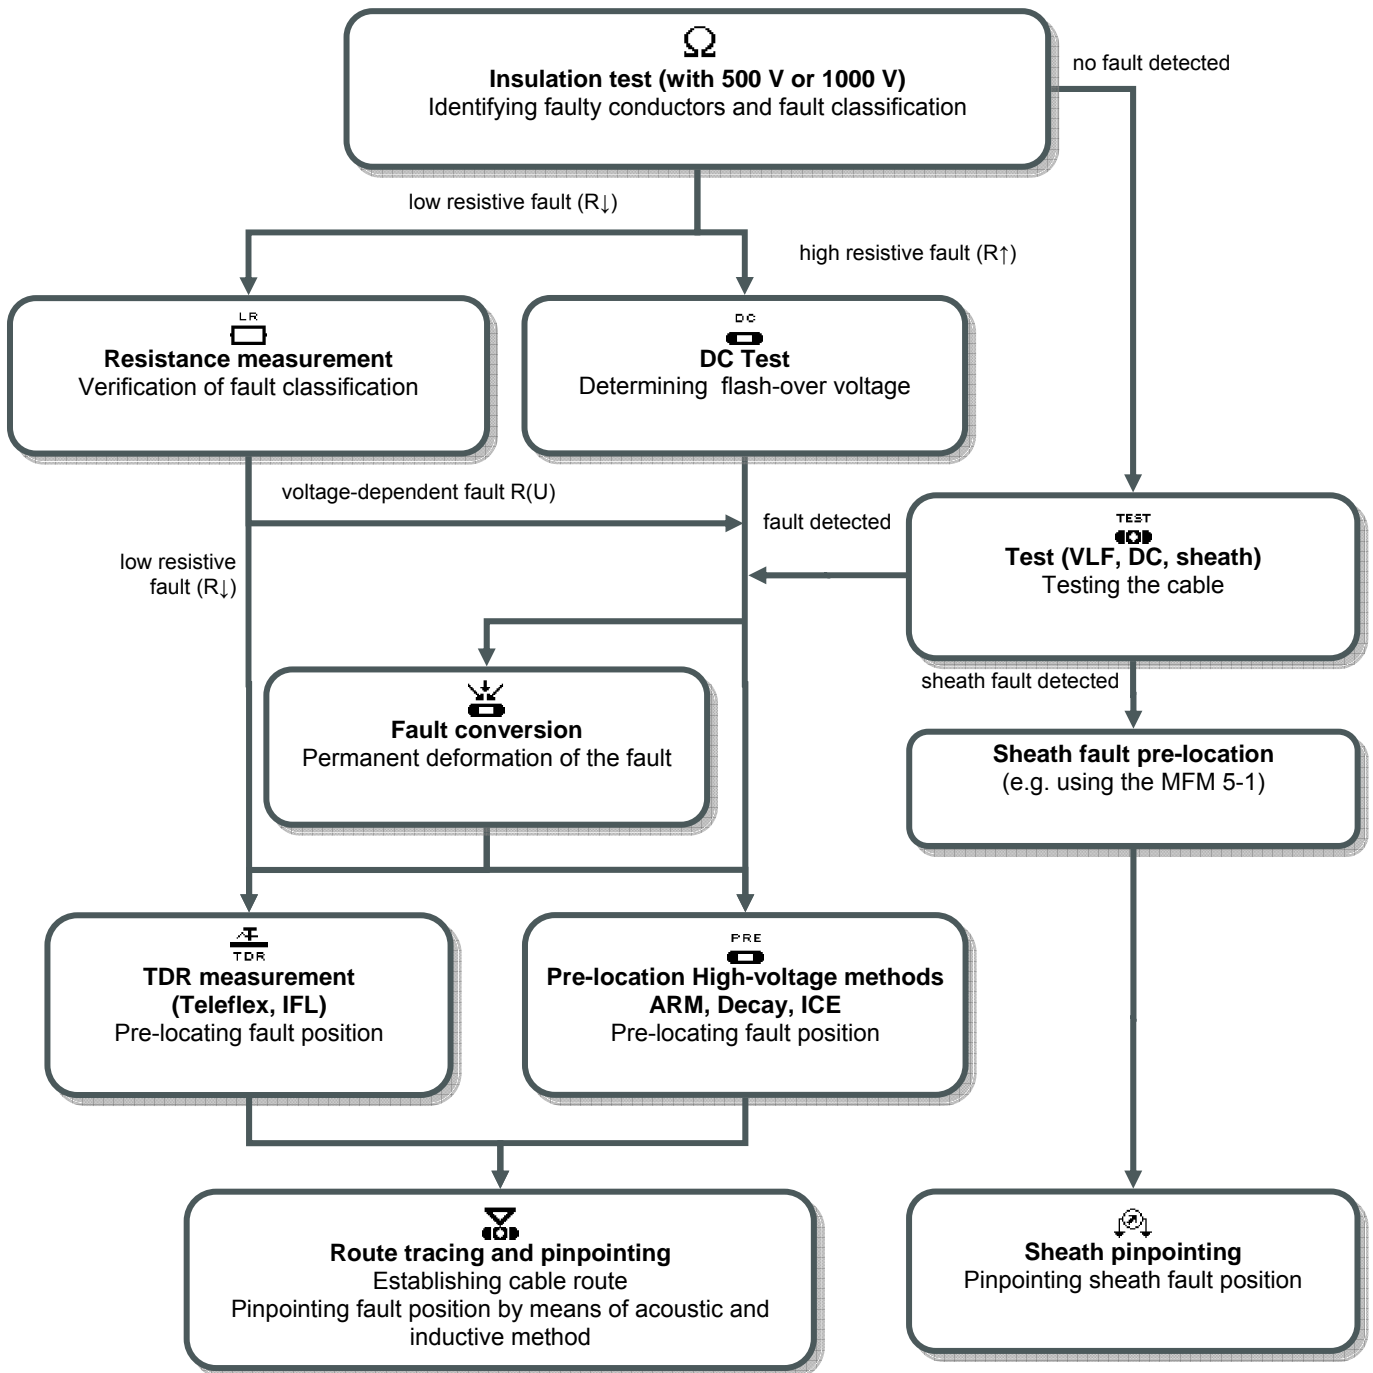 Ω
Insulation test (with 500 V or 1000 V)
Identifying faulty conductors and fault classification
no fault detected
low resistive fault (R↓)
high resistive fault (R↑)
LR
Resistance measurement
Verification of fault classification
DC
DC Test
Determining flash-over voltage
voltage-dependent fault R(U)
fault detected
low resistive
fault (R↓)
TEST
Test (VLF, DC, sheath)
Testing the cable
sheath fault detected
Fault conversion
Permanent deformation of the fault
Sheath fault pre-location
(e.g. using the MFM 5-1)
TDR
TDR measurement
(Teleflex, IFL)
Pre-locating fault position
PRE
Pre-location High-voltage methods
ARM, Decay, ICE
Pre-locating fault position
Route tracing and pinpointing
Establishing cable route
Pinpointing fault position by means of acoustic and
inductive method
Sheath pinpointing
Pinpointing sheath fault position